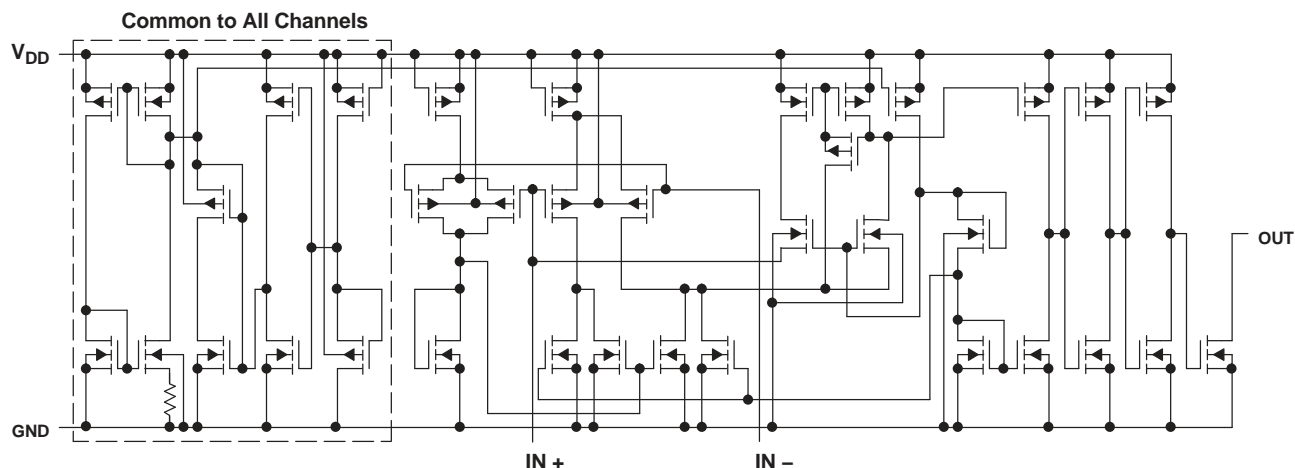 Common to All Channels
VDD
OUT
GND
IN +
IN –